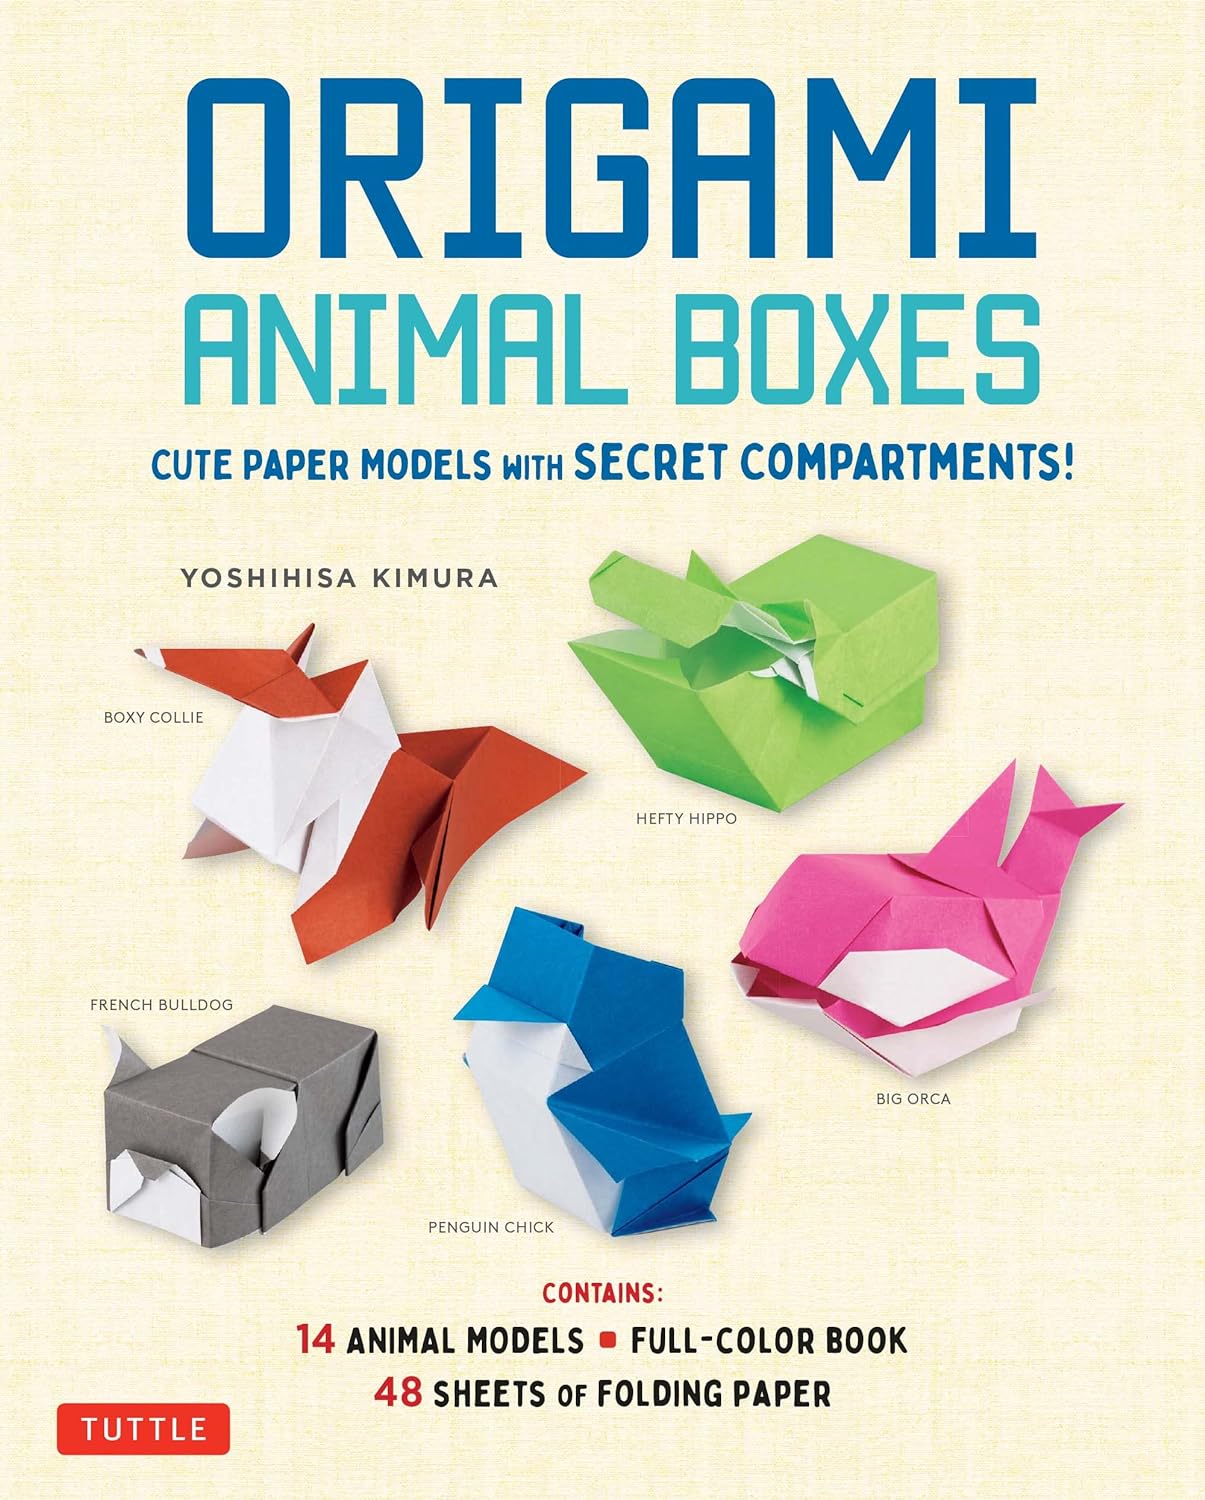 ORIGAMI
ANIMAL BOXES
CUTE PAPER MODELS WITH SECRET COMPARTMENTS!
YOSHIHISA KIMURA
BOXY COLLIE
HEFTY HIPPO
FRENCH BULLDOG
BIG ORCA
PENGUIN CHICK
CONTAINS:
14 ANIMAL MODELS ▪ FULL-COLOR BOOK
48 SHEETS OF FOLDING PAPER
TUTTLE